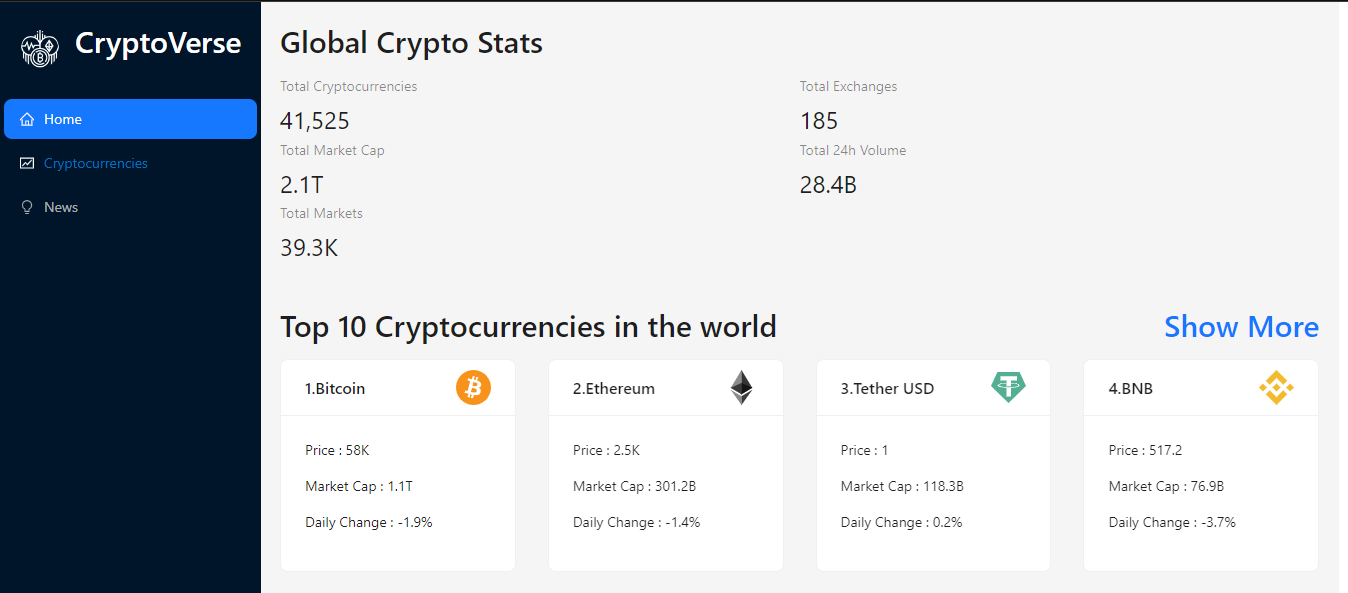 CryptoVerse
Home
Cryptocurrencies
News
Global Crypto Stats
Total Cryptocurrencies
41,525
Total Exchanges
185
Total Market Cap
2.1T
Total 24h Volume
28.4B
Total Markets
39.3K
Top 10 Cryptocurrencies in the world
Show More
1.Bitcoin
Price : 58K
Market Cap : 1.1T
Daily Change : -1.9%
2.Ethereum
Price : 2.5K
Market Cap : 301.2B
Daily Change : -1.4%
3.Tether USD
Price : 1
Market Cap : 118.3B
Daily Change : 0.2%
4.BNB
Price : 517.2
Market Cap : 76.9B
Daily Change : -3.7%